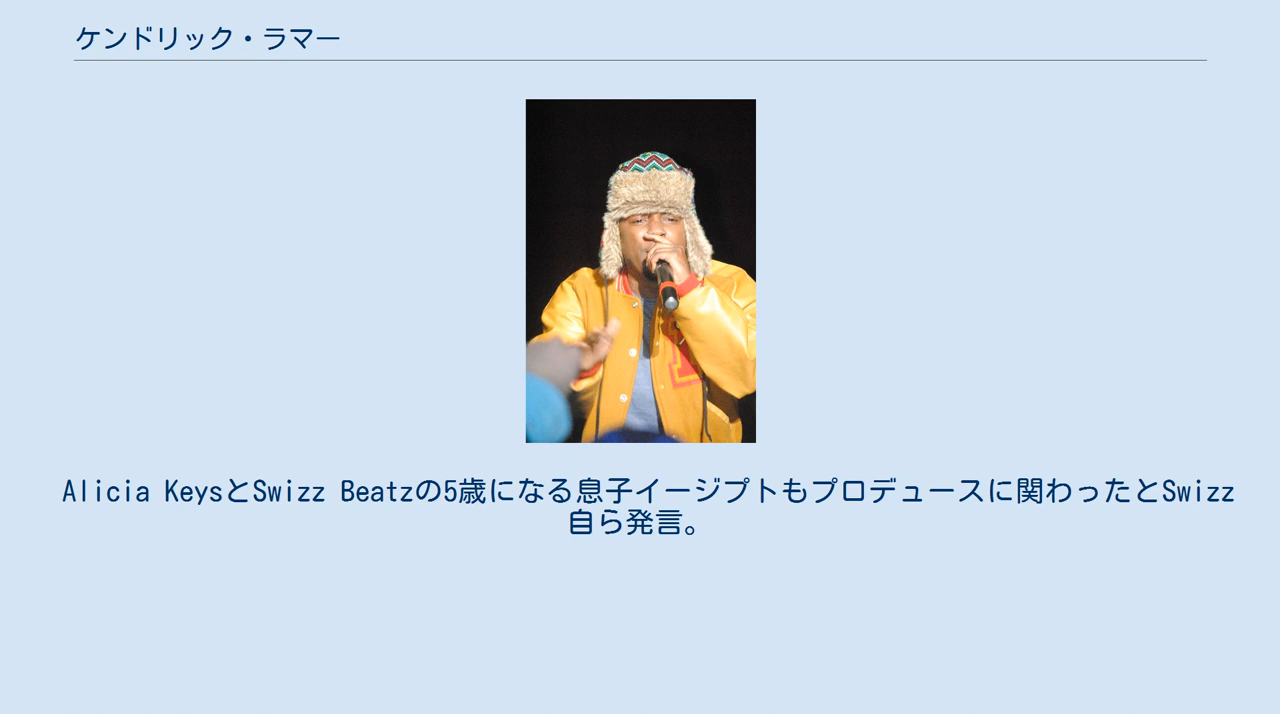 ケンドリック・ラマー
Alicia KeysとSwizz Beatzの5歳になる息子イージプトもプロデュースに関わったとSwizz
自ら発言。